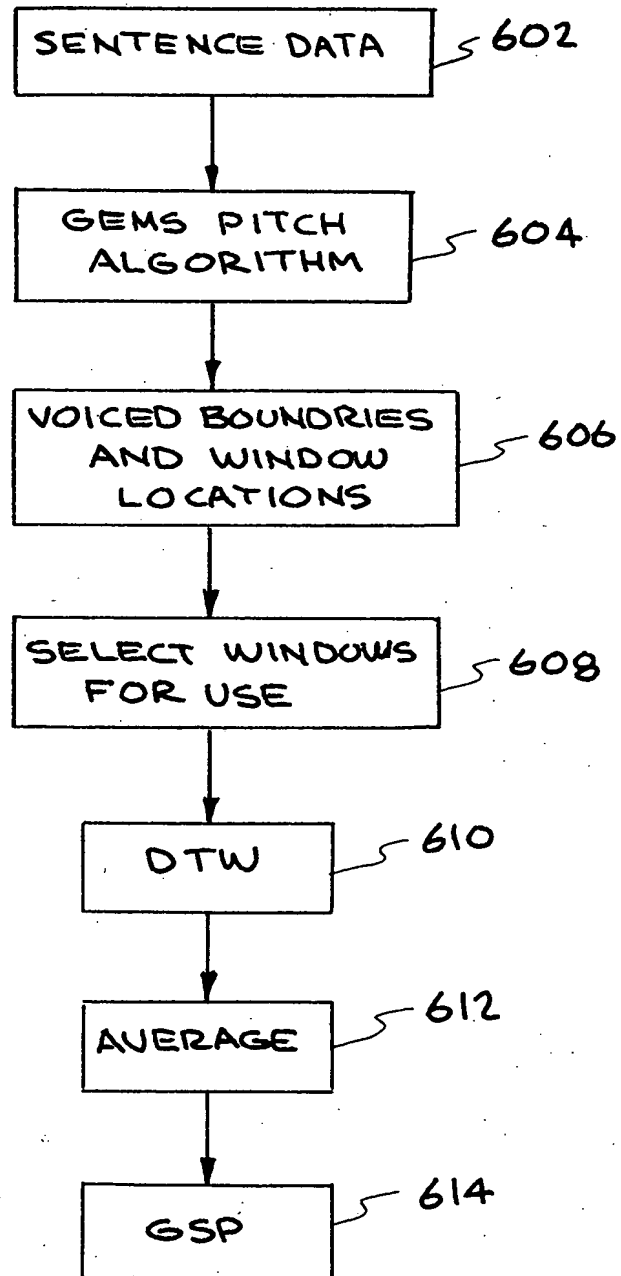 SENTENCE DATA
602
GEMS PITCH
ALGORITHM
604
VOICED BOUNDRIES
AND WINDOW
LOCATIONS
606
SELECT WINDOWS
FOR USE
608
DTW
610
AVERAGE
612
GSP
614